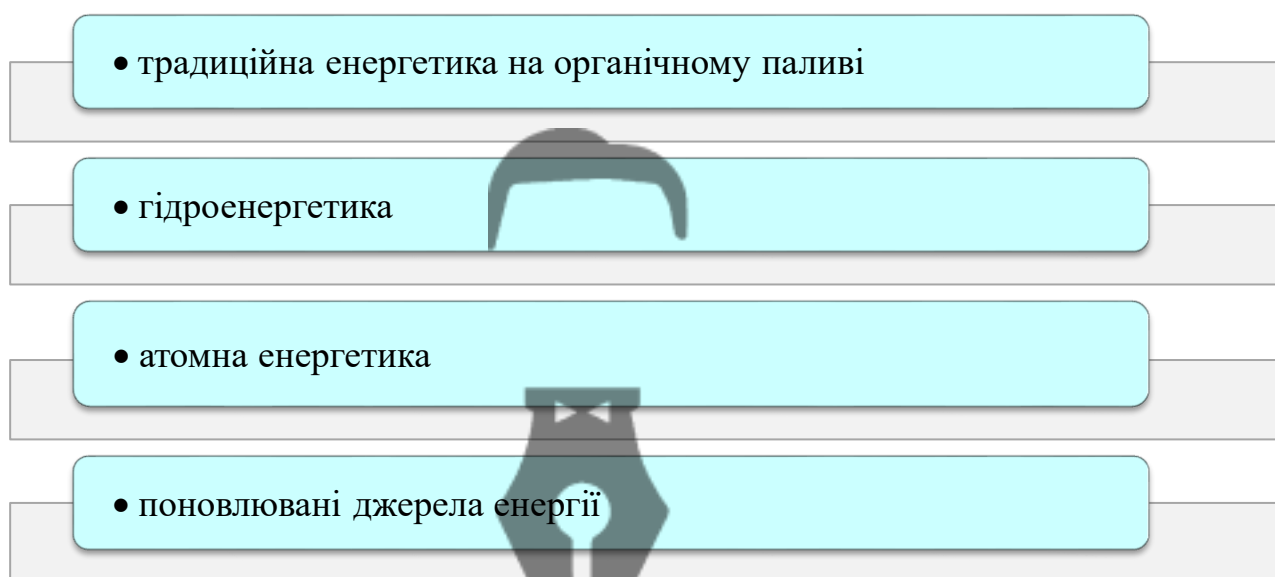 • традиційна енергетика на органічному паливі
• гідроенергетика
• атомна енергетика
• поновлювані джерела енергії